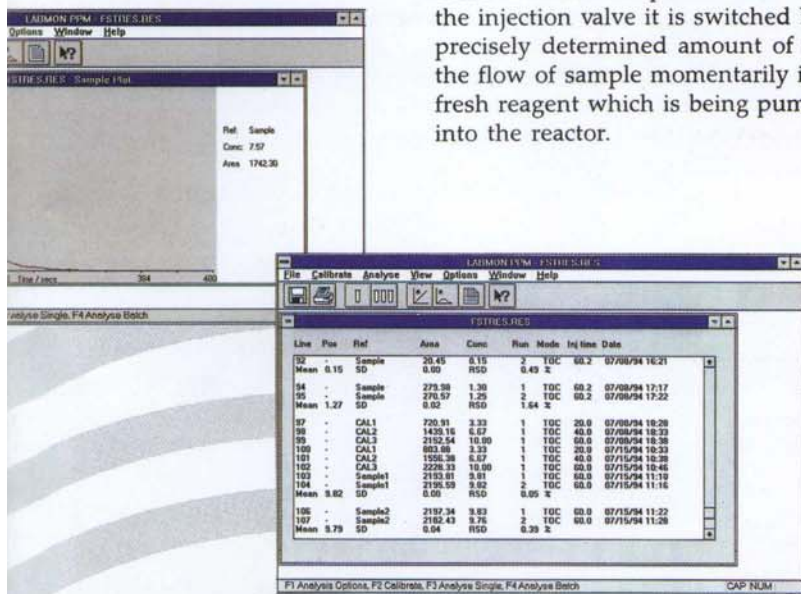 LABMON PPM - FSTRES.RES
Options Window Help
FSTRES.RES - Sample Plot
Ref: Sample
Conc: 7.57
Area 1742.30
Time / secs 394 400
Analyse Single, F4 Analyse Batch
the injection valve it is switched
precisely determined amount of
the flow of sample momentarily
fresh reagent which is being
into the reactor.
LABMON PPM - FSTRES.RES
File Calibrate Analyse View Options Window Help
FSTRES.RES
Line Pos Ref Area Conc Run Mode Inj time Date
92 - Sample 20.45 0.15 2 TOC 60.2 07/08/94 16:21
Mean 0.15 SD 0.00 RSD 0.49 %
94 - Sample 279.98 1.30 1 TOC 60.2 07/08/94 17:17
95 - Sample 270.57 1.25 2 TOC 60.2 07/08/94 17:22
Mean 1.27 SD 0.02 RSD 1.64 %
97 - CAL1 720.91 3.33 1 TOC 20.0 07/08/94 18:28
98 - CAL2 1439.16 6.67 1 TOC 40.0 07/08/94 18:33
99 - CAL3 2152.54 10.00 1 TOC 60.0 07/08/94 18:38
100 - CAL1 803.88 3.33 1 TOC 20.0 07/15/94 10:33
101 - CAL2 1556.38 6.67 1 TOC 40.0 07/15/94 10:38
102 - CAL3 2228.33 10.00 1 TOC 60.0 07/15/94 10:46
103 - Sample1 2193.81 9.81 1 TOC 60.0 07/15/94 11:10
104 - Sample1 2195.59 9.82 2 TOC 60.0 07/15/94 11:16
Mean 9.82 SD 0.00 RSD 0.05 %
106 - Sample2 2197.34 9.83 1 TOC 60.0 07/15/94 11:22
107 - Sample2 2182.43 9.76 2 TOC 60.0 07/15/94 11:28
Mean 9.79 SD 0.04 RSD 0.39 %
F1 Analysis Options, F2 Calibrate, F3 Analyse Single, F4 Analyse Batch CAP NUM